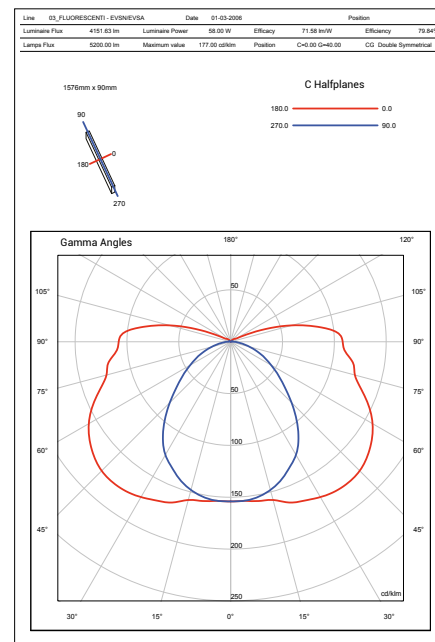 Line 03_FLUORESCENTI - EVSN/EVSA Date 01-03-2006 Position
Luminaire Flux 4151.63 lm Luminaire Power 58.00 W Efficacy 71.58 lm/W Efficiency 79.84%
Lamps Flux 5200.00 lm Maximum value 177.00 cd/klm Position C=0.00 G=40.00 CG Double Symmetrical
1576mm x 90mm
C Halfplanes
180.0 0.0
270.0 90.0
90
0
180
270
Gamma Angles
180° 120°
50
105° 105°
90° 90°
50
75° 75°
100
60° 60°
150
45° 45°
200
250
cd/klm
30° 15° 0° 15° 30°